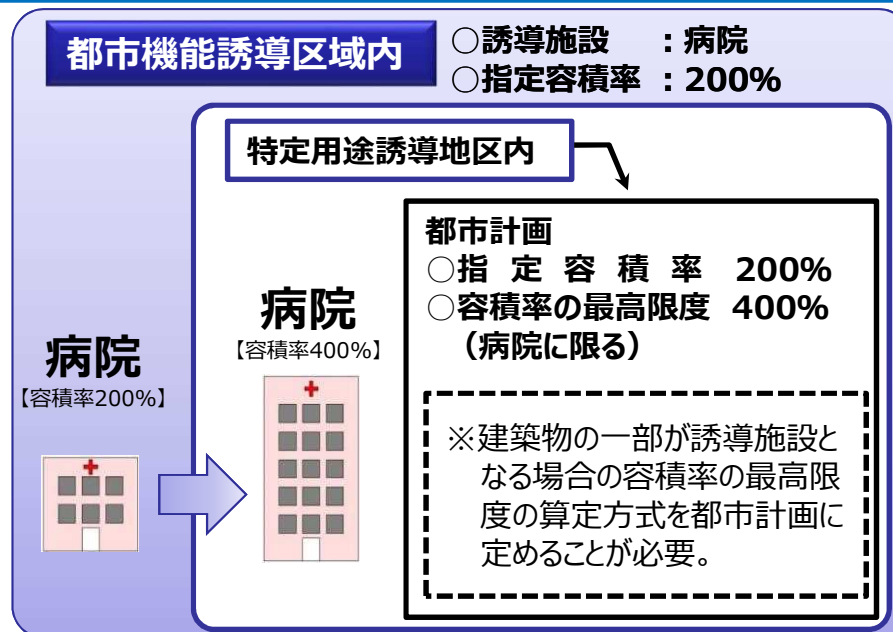 都市機能誘導区域内
○誘導施設 ：病院
○指定容積率 ：200%
特定用途誘導地区内
都市計画
○指 定 容 積 率 200%
○容積率の最高限度 400%
（病院に限る）
病院
【容積率400%】
病院
【容積率200%】
※建築物の一部が誘導施設と
なる場合の容積率の最高限
度の算定方式を都市計画に
定めることが必要。